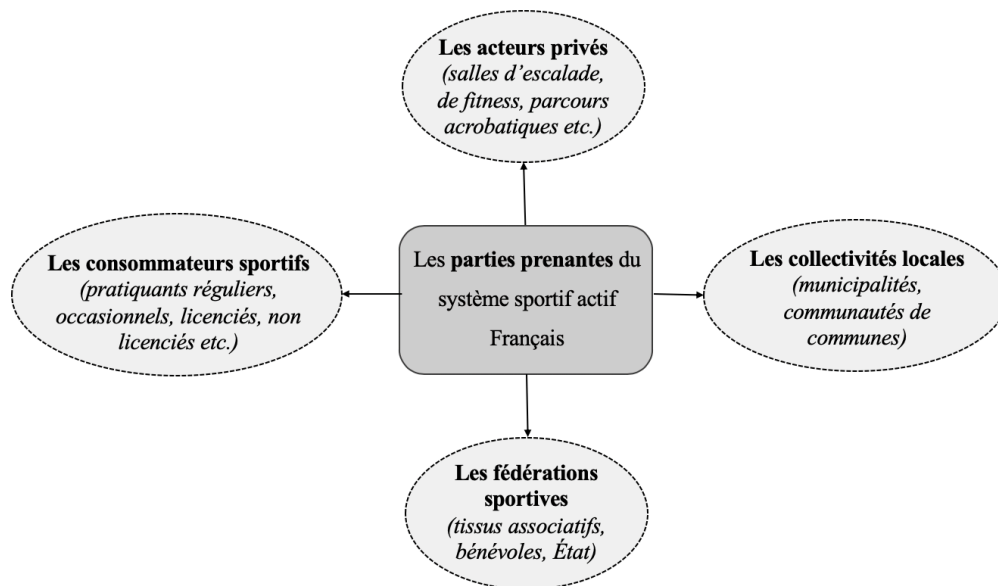 Les acteurs privés
(salles d’escalade,
de fitness, parcours
acrobatiques etc.)
Les consommateurs sportifs
(pratiquants réguliers,
occasionnels, licenciés, non
licenciés etc.)
Les parties prenantes du
système sportif actif
Français
Les collectivités locales
(municipalités,
communautés de
communes)
Les fédérations
sportives
(tissus associatifs,
bénévoles, État)